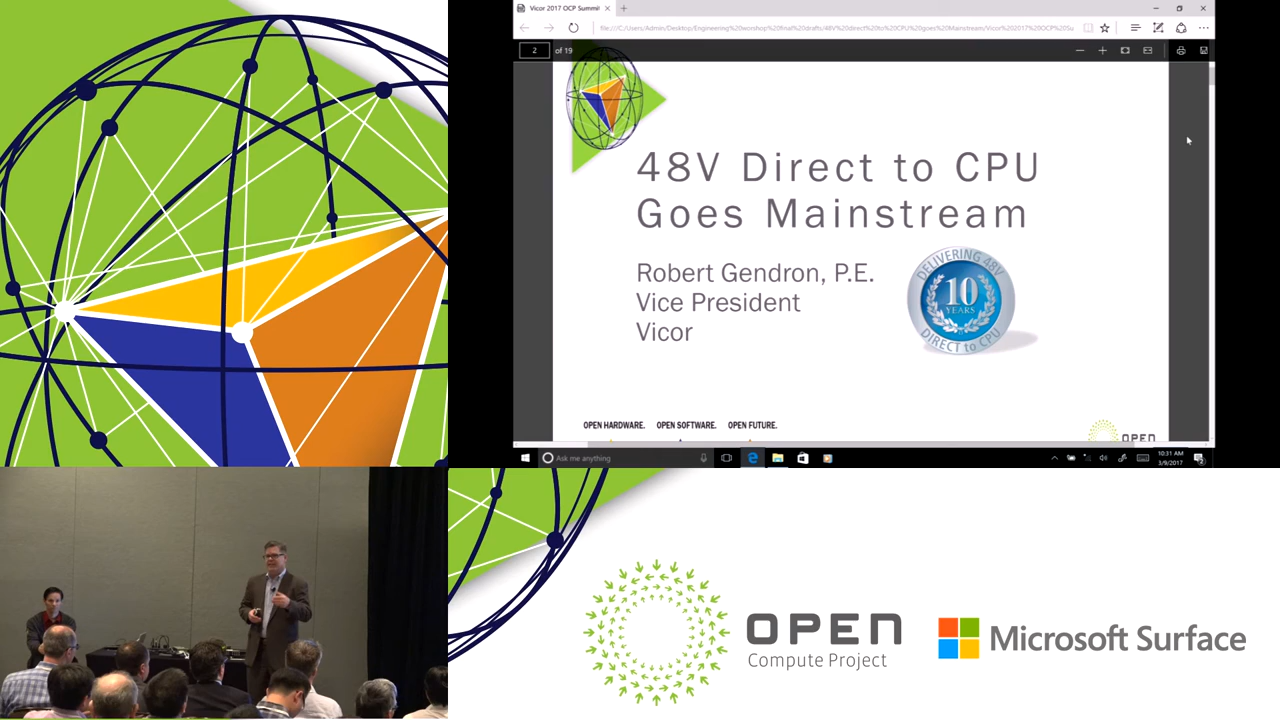 Vicor 2017 OCP Summit
2 of 19
48V Direct to CPU
Goes Mainstream
Robert Gendron, P.E.
Vice President
Vicor
DELIVERING 48V
10
YEARS
DIRECT to CPU
OPEN HARDWARE. OPEN SOFTWARE. OPEN FUTURE.
OPEN
Ask me anything
10:31 AM
3/9/2017
OPEN
Compute Project
Microsoft Surface